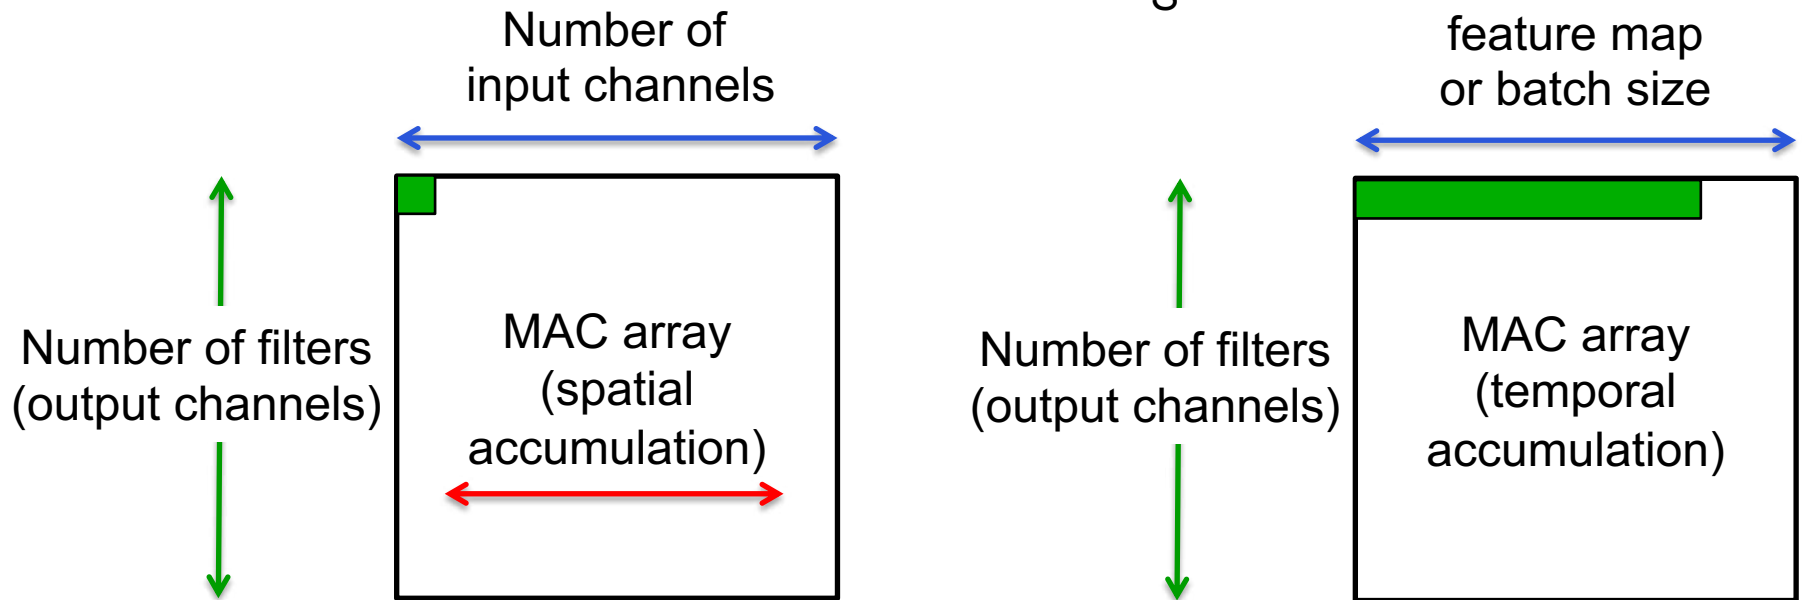 Number of
input channels
Number of filters
(output channels)
MAC array
(spatial
accumulation)
feature map
or batch size
Number of filters
(output channels)
MAC array
(temporal
accumulation)